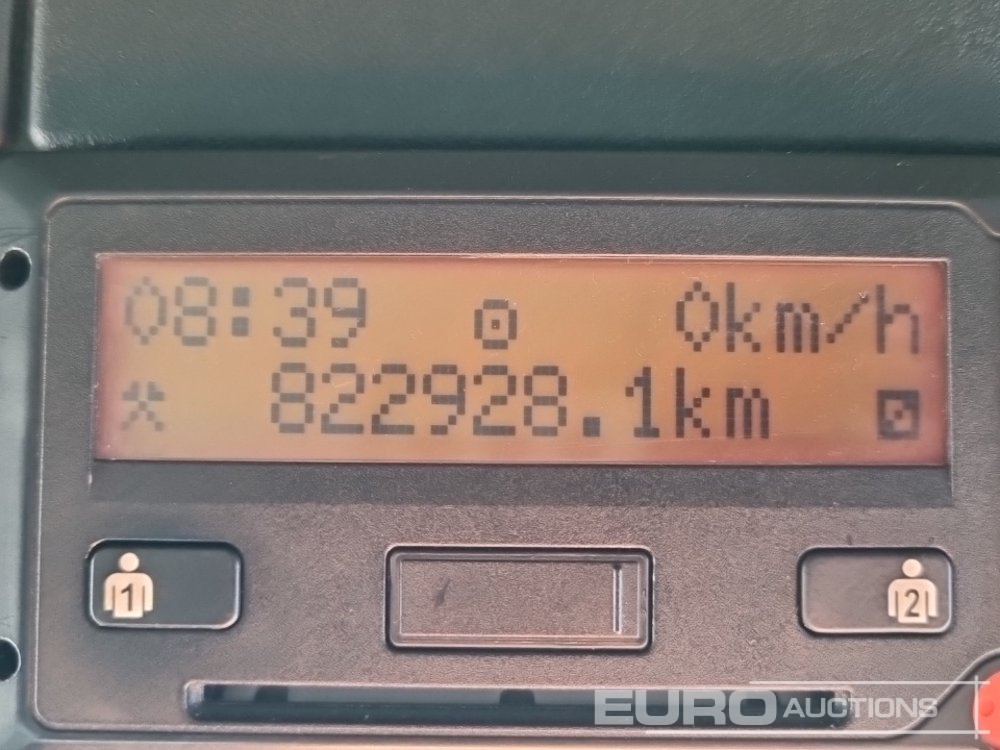 08:39 0km/h
822928.1km
1 2
EURO AUCTIONS